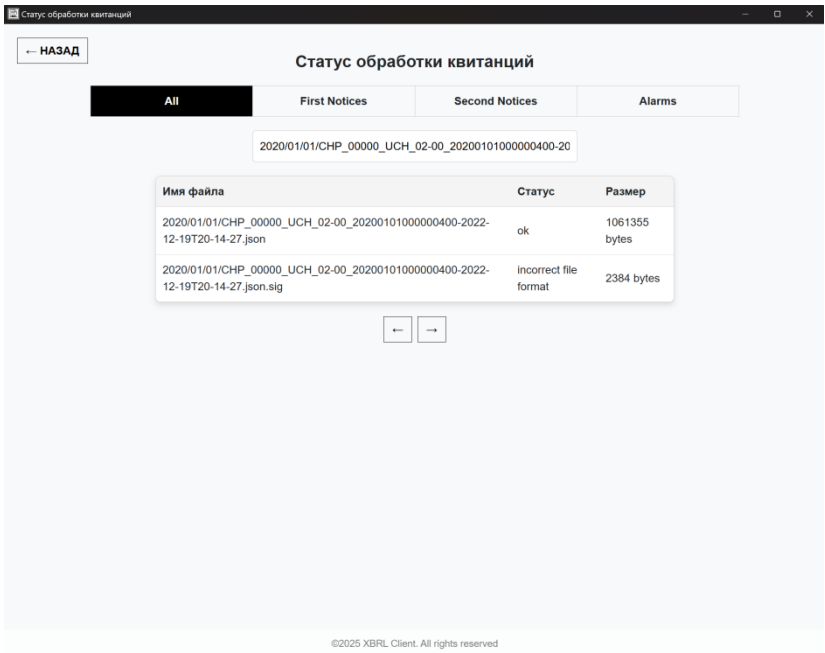 Статус обработки квитанций
← НАЗАД
Статус обработки квитанций
All First Notices Second Notices Alarms
2020/01/01/CHP_00000_UCH_02-00_20200101000000400-20
Имя файла Статус Размер
2020/01/01/CHP_00000_UCH_02-00_20200101000000400-2022-
12-19T20-14-27.json
ok
1061355
bytes
2020/01/01/CHP_00000_UCH_02-00_20200101000000400-2022-
12-19T20-14-27.json.sig
incorrect file
format
2384 bytes
← →
©2025 XBRL Client. All rights reserved